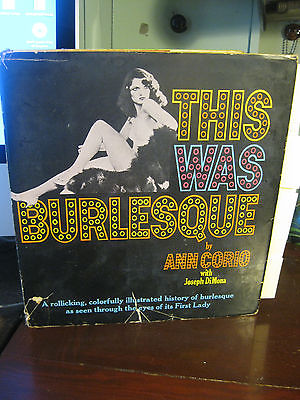 THIS
WAS
BURLESQUE
by
ANN CORIO
with
Joseph DiMona
A rollicking, colorfully illustrated history of burlesque
as seen through the eyes of its First Lady